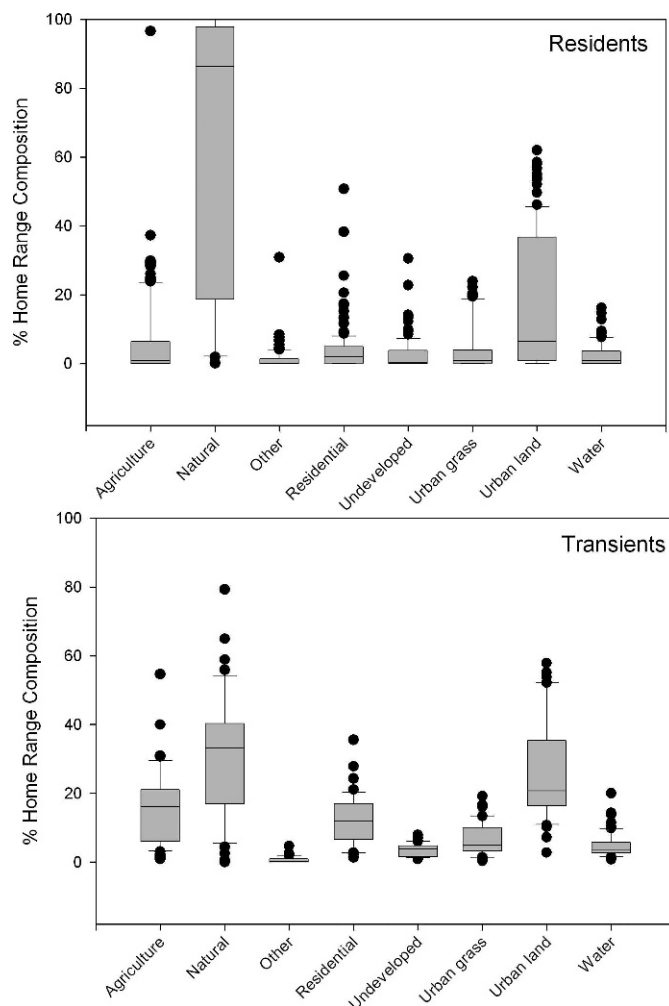 Residents
% Home Range Composition
100
80
60
40
20
0
Agriculture
Natural
Other
Residential
Undeveloped
Urban grass
Urban land
Water
Transients
% Home Range Composition
100
80
60
40
20
0
Agriculture
Natural
Other
Residential
Undeveloped
Urban grass
Urban land
Water